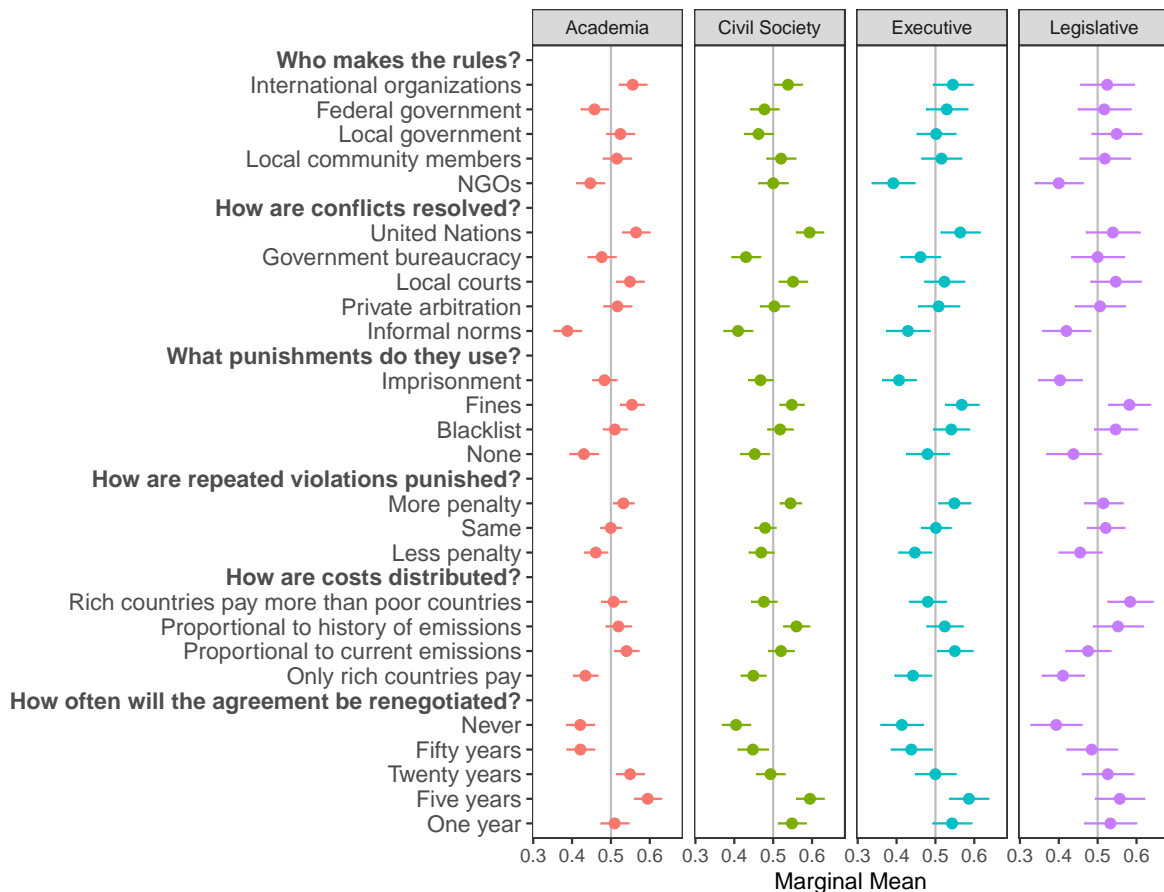 Academia Civil Society Executive Legislative
Who makes the rules?
International organizations
Federal government
Local government
Local community members
NGOs
How are conflicts resolved?
United Nations
Government bureaucracy
Local courts
Private arbitration
Informal norms
What punishments do they use?
Imprisonment
Fines
Blacklist
None
How are repeated violations punished?
More penalty
Same
Less penalty
How are costs distributed?
Rich countries pay more than poor countries
Proportional to history of emissions
Proportional to current emissions
Only rich countries pay
How often will the agreement be renegotiated?
Never
Fifty years
Twenty years
Five years
One year
0.3 0.4 0.5 0.6 0.3 0.4 0.5 0.6 0.3 0.4 0.5 0.6 0.3 0.4 0.5 0.6
Marginal Mean